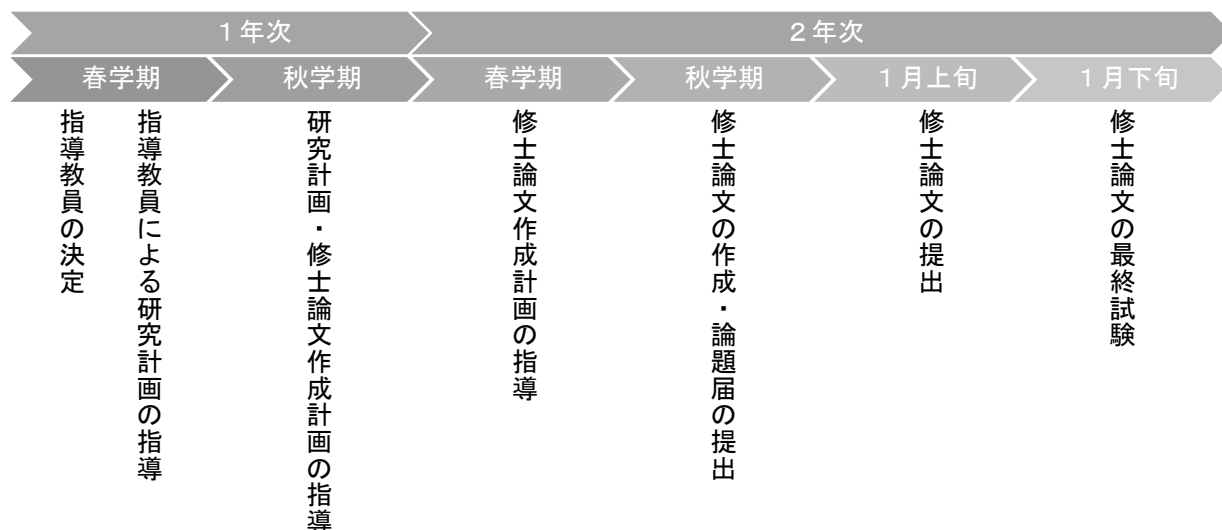 １年次
２年次
春学期
秋学期
春学期
秋学期
１月上旬
１月下旬
指導教員の決定
指導教員による研究計画の指導
研究計画・修士論文作成計画の指導
修士論文作成計画の指導
修士論文の作成・論題届の提出
修士論文の提出
修士論文の最終試験